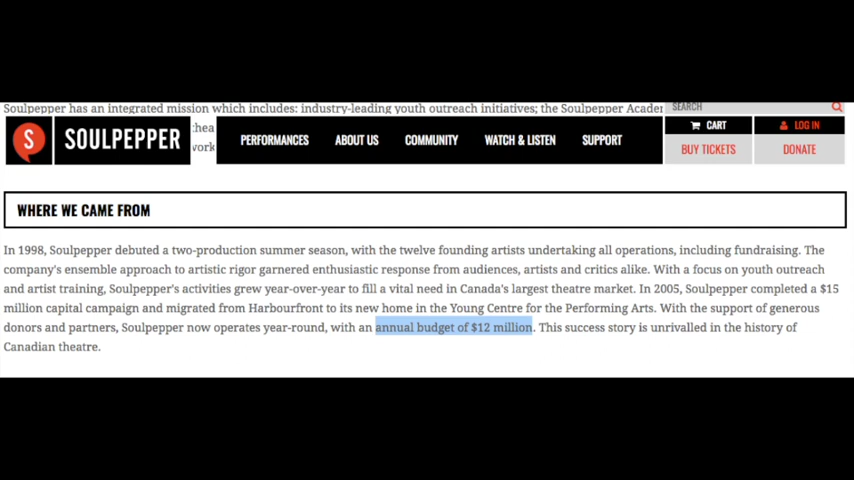 Soulpepper has an integrated mission which includes: industry-leading youth outreach initiatives; the Soulpepper
SEARCH
S SOULPEPPER
PERFORMANCES ABOUT US COMMUNITY WATCH & LISTEN SUPPORT
CART LOG IN
BUY TICKETS DONATE
WHERE WE CAME FROM
In 1998, Soulpepper debuted a two-production summer season, with the twelve founding artists undertaking all operations, including fundraising. The
company's ensemble approach to artistic rigor garnered enthusiastic response from audiences, artists and critics alike. With a focus on youth outreach
and artist training, Soulpepper's activities grew year-over-year to fill a vital need in Canada's largest theatre market. In 2005, Soulpepper completed a $15
million capital campaign and migrated from Harbourfront to its new home in the Young Centre for the Performing Arts. With the support of generous
donors and partners, Soulpepper now operates year-round, with an annual budget of $12 million. This success story is unrivalled in the history of
Canadian theatre.